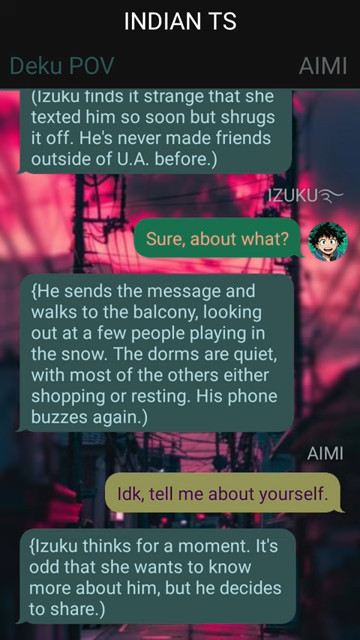 INDIAN TS
Deku POV
AIMI
(Izuku finds it strange that she
texted him so soon but shrugs
it off. He's never made friends
outside of U.A. before.)
IZUKU
Sure, about what?
{He sends the message and
walks to the balcony, looking
out at a few people playing in
the snow. The dorms are quiet,
with most of the others either
shopping or resting. His phone
buzzes again.)
AIMI
Idk, tell me about yourself.
{Izuku thinks for a moment. It's
odd that she wants to know
more about him, but he decides
to share.)